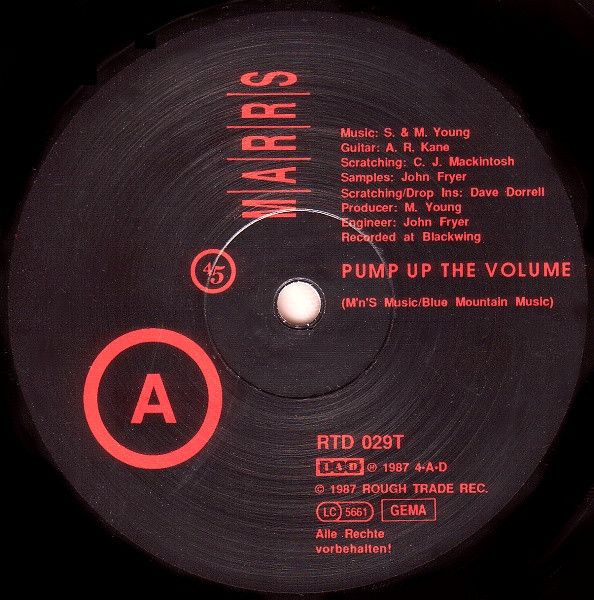 M|A|R|R|S
Music: S. & M. Young
Guitar: A. R. Kane
Scratching: C. J. Mackintosh
Samples: John Fryer
Scratching/Drop Ins: Dave Dorrell
Producer: M. Young
Engineer: John Fryer
Recorded at Blackwing
45
PUMP UP THE VOLUME
(M'n'S Music/Blue Mountain Music)
A
RTD 029T
℗ 1987 4-A-D
© 1987 ROUGH TRADE REC.
LC 5661 GEMA
Alle Rechte
vorbehalten!